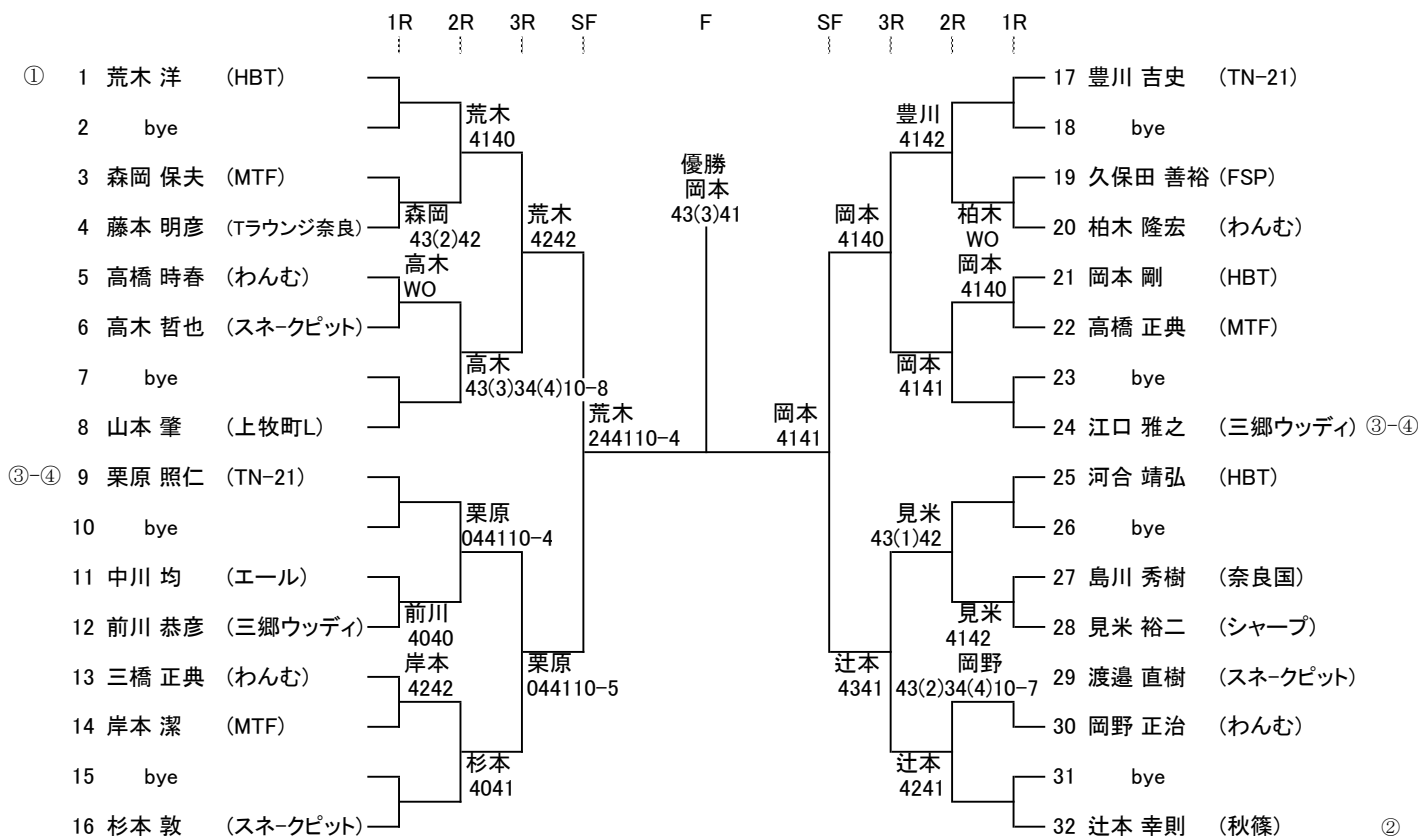 1R 2R 3R SF F SF 3R 2R 1R
① 1 荒木 洋 (HBT)
2 bye
3 森岡 保夫 (MTF)
4 藤本 明彦 (Tラウンジ奈良)
5 高橋 時春 (わんむ)
6 高木 哲也 (スネークピット)
7 bye
8 山本 肇 (上牧町L)
③-④ 9 栗原 照仁 (TN-21)
10 bye
11 中川 均 (エール)
12 前川 恭彦 (三郷ウッディ)
13 三橋 正典 (わんむ)
14 岸本 潔 (MTF)
15 bye
16 杉本 敦 (スネークピット)
森岡
43(2)42
高木
WO
前川
4040
岸本
4242
荒木
4140
高木
43(3)34(4)10-8
栗原
044110-4
杉本
4041
荒木
4242
栗原
044110-5
荒木
244110-4
優勝
岡本
43(3)41
岡本
4141
岡本
4140
辻本
4341
豊川
4142
岡本
4141
見米
43(1)42
辻本
4241
柏木
WO
岡本
4140
見米
4142
岡野
43(2)34(4)10-7
17 豊川 吉史 (TN-21)
18 bye
19 久保田 善裕 (FSP)
20 柏木 隆宏 (わんむ)
21 岡本 剛 (HBT)
22 高橋 正典 (MTF)
23 bye
24 江口 雅之 (三郷ウッディ) ③-④
25 河合 靖弘 (HBT)
26 bye
27 島川 秀樹 (奈良国)
28 見米 裕二 (シャープ)
29 渡邉 直樹 (スネークピット)
30 岡野 正治 (わんむ)
31 bye
32 辻本 幸則 (秋篠) ②